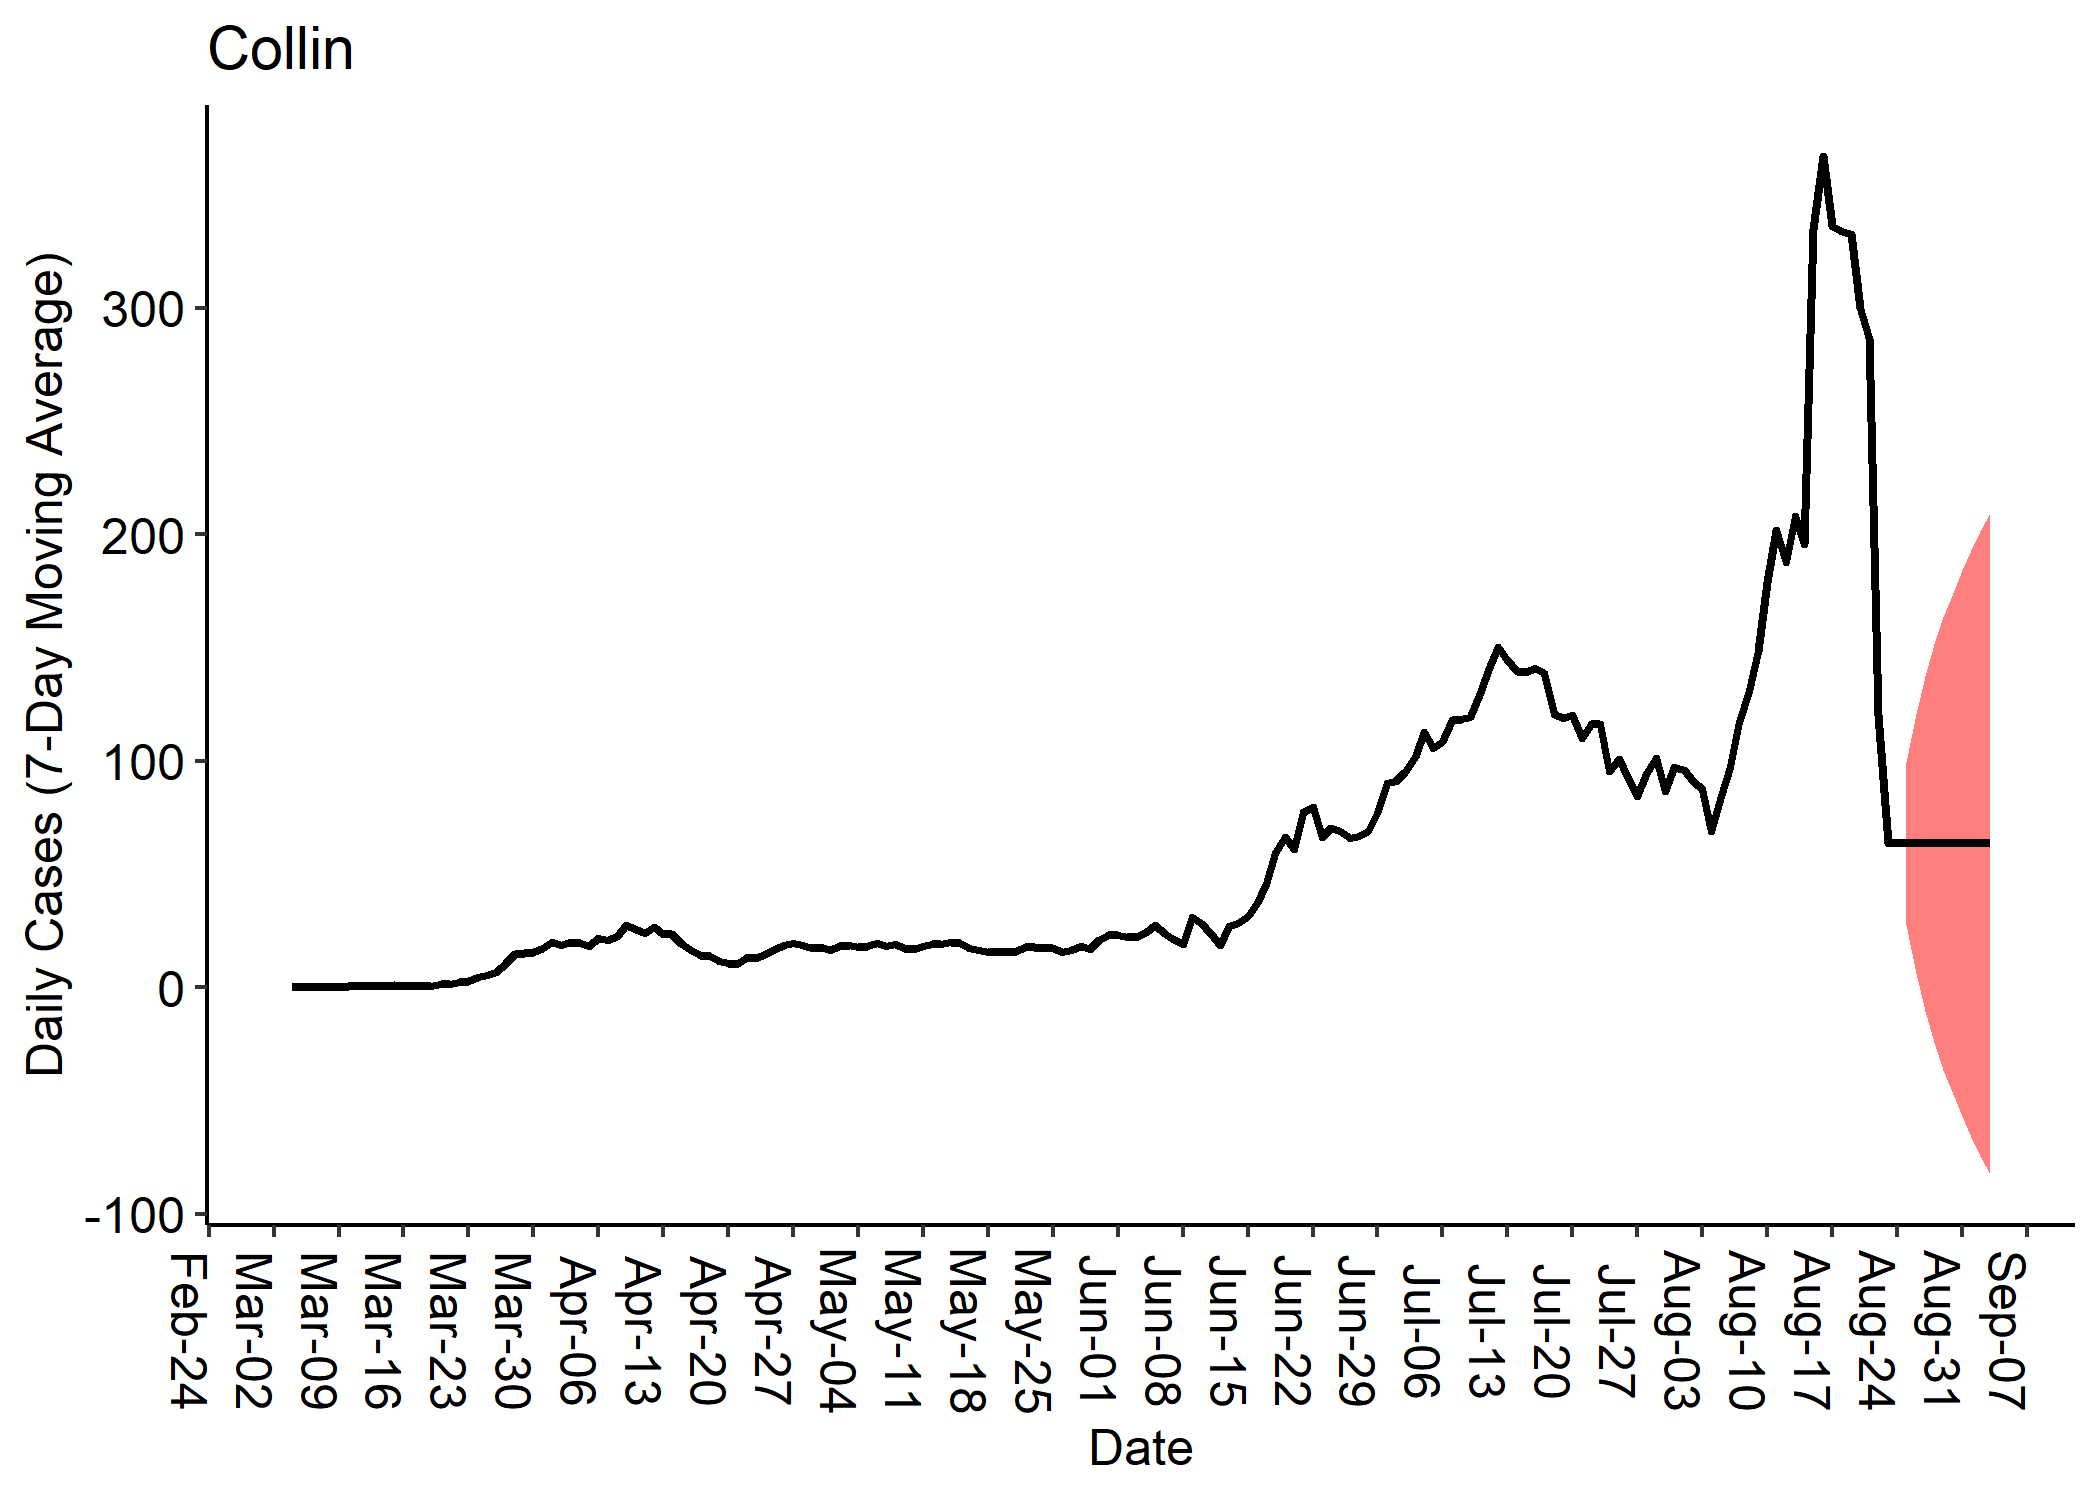 Collin
Daily Cases (7-Day Moving Average)
300
200
100
0
-100
Feb-24
Mar-02
Mar-09
Mar-16
Mar-23
Mar-30
Apr-06
Apr-13
Apr-20
Apr-27
May-04
May-11
May-18
May-25
Jun-01
Jun-08
Jun-15
Jun-22
Jun-29
Jul-06
Jul-13
Jul-20
Jul-27
Aug-03
Aug-10
Aug-17
Aug-24
Aug-31
Sep-07
Date